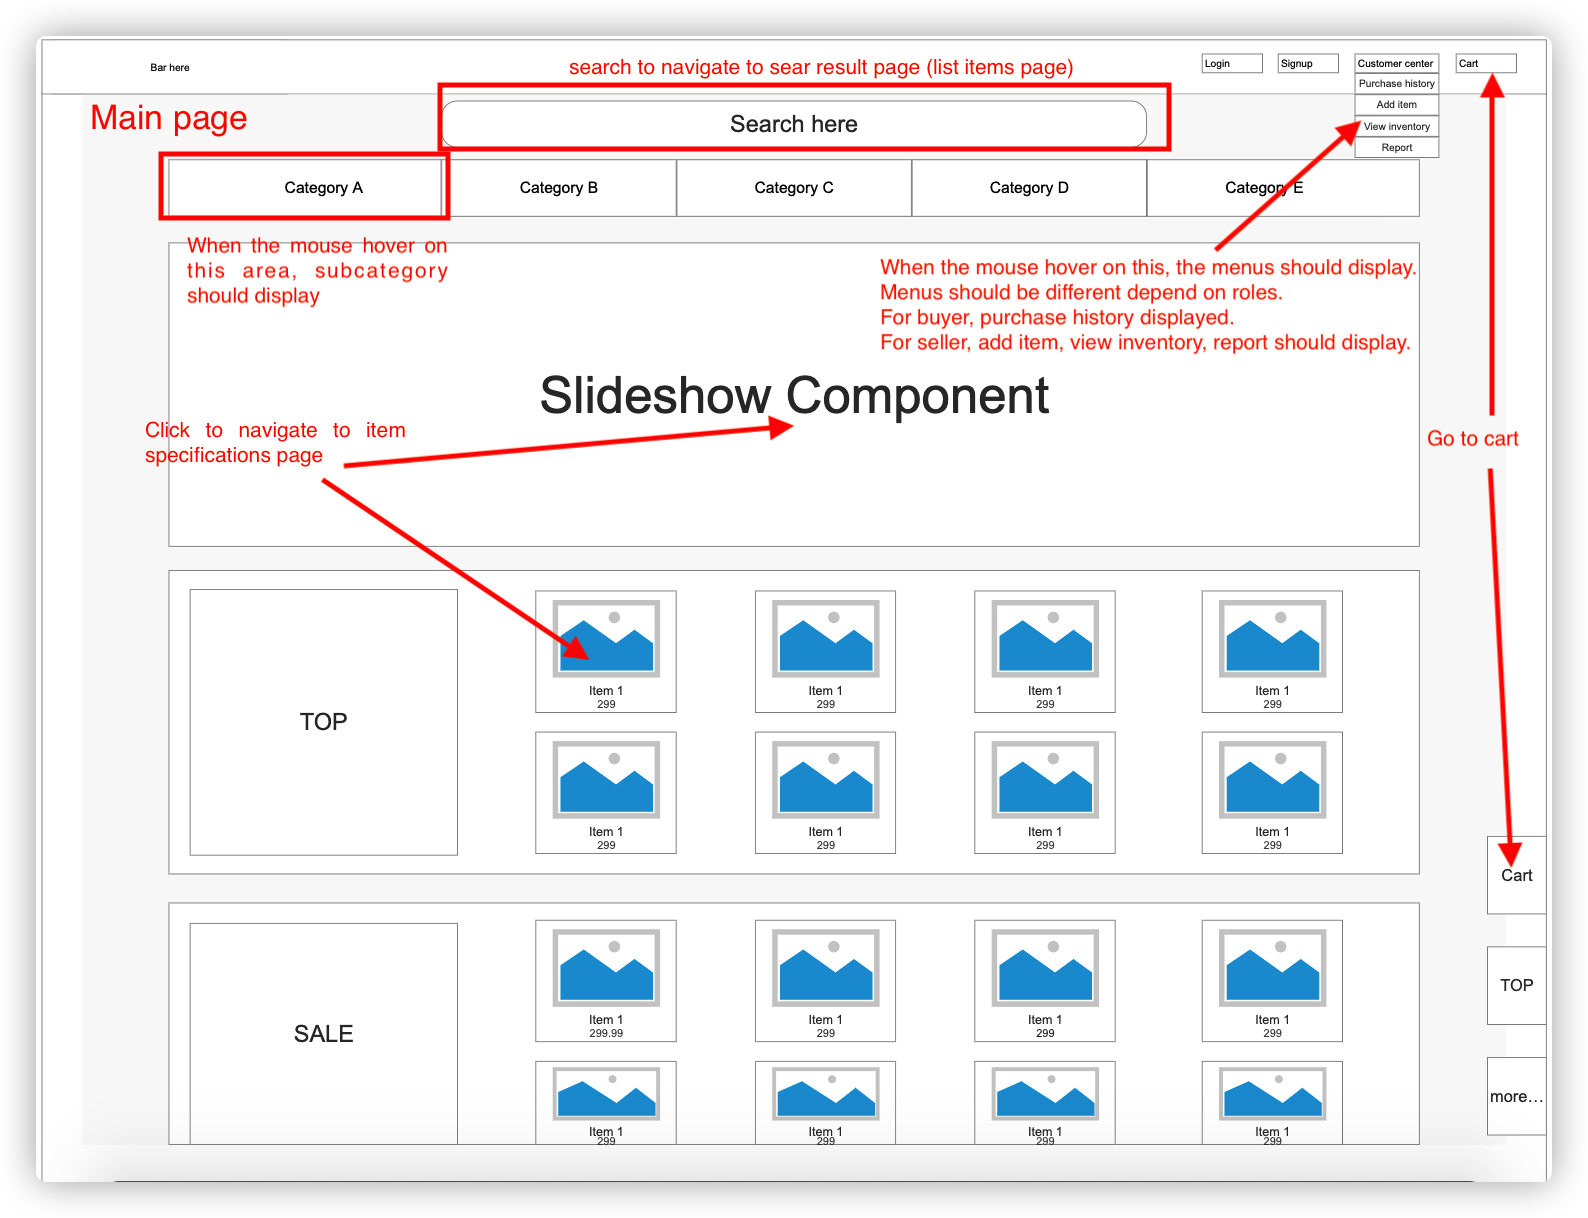 Bar here
search to navigate to sear result page (list items page)
Login
Signup
Customer center
Cart
Purchase history
Add item
View inventory
Report
Main page
Search here
Category A
Category B
Category C
Category D
Category E
When the mouse hover on
this area, subcategory
should display
When the mouse hover on this, the menus should display.
Menus should be different depend on roles.
For buyer, purchase history displayed.
For seller, add item, view inventory, report should display.
Slideshow Component
Click to navigate to item
specifications page
Go to cart
TOP
Item 1
299
Item 1
299
Item 1
299
Item 1
299
Item 1
299
Item 1
299
Item 1
299
Item 1
299
Cart
SALE
Item 1
299.99
Item 1
299
Item 1
299
Item 1
299
TOP
Item 1
299
Item 1
299
Item 1
299
Item 1
299
more...